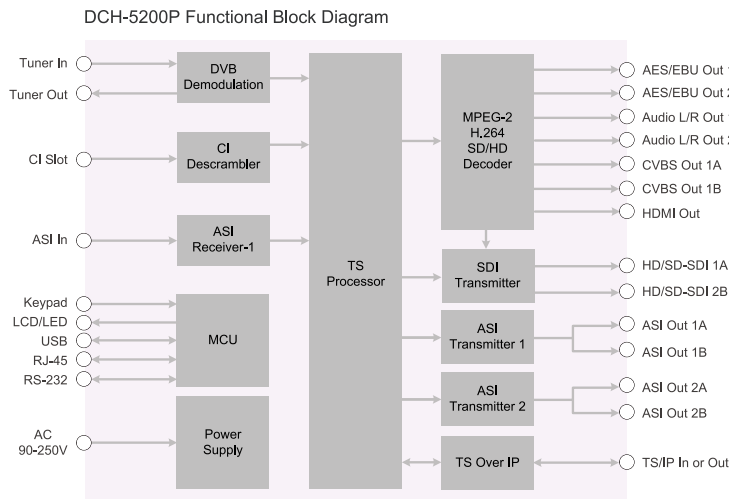 DCH-5200P Functional Block Diagram
Tuner In
Tuner Out
CI Slot
ASI In
Keypad
LCD/LED
USB
RJ-45
RS-232
AC
90-250V
DVB
Demodulation
CI
Descrambler
ASI
Receiver-1
MCU
Power
Supply
TS
Processor
MPEG-2
H.264
SD/HD
Decoder
SDI
Transmitter
ASI
Transmitter 1
ASI
Transmitter 2
TS Over IP
AES/EBU Out 1
AES/EBU Out 2
Audio L/R Out 1
Audio L/R Out 2
CVBS Out 1A
CVBS Out 1B
HDMI Out
HD/SD-SDI 1A
HD/SD-SDI 2B
ASI Out 1A
ASI Out 1B
ASI Out 2A
ASI Out 2B
TS/IP In or Out